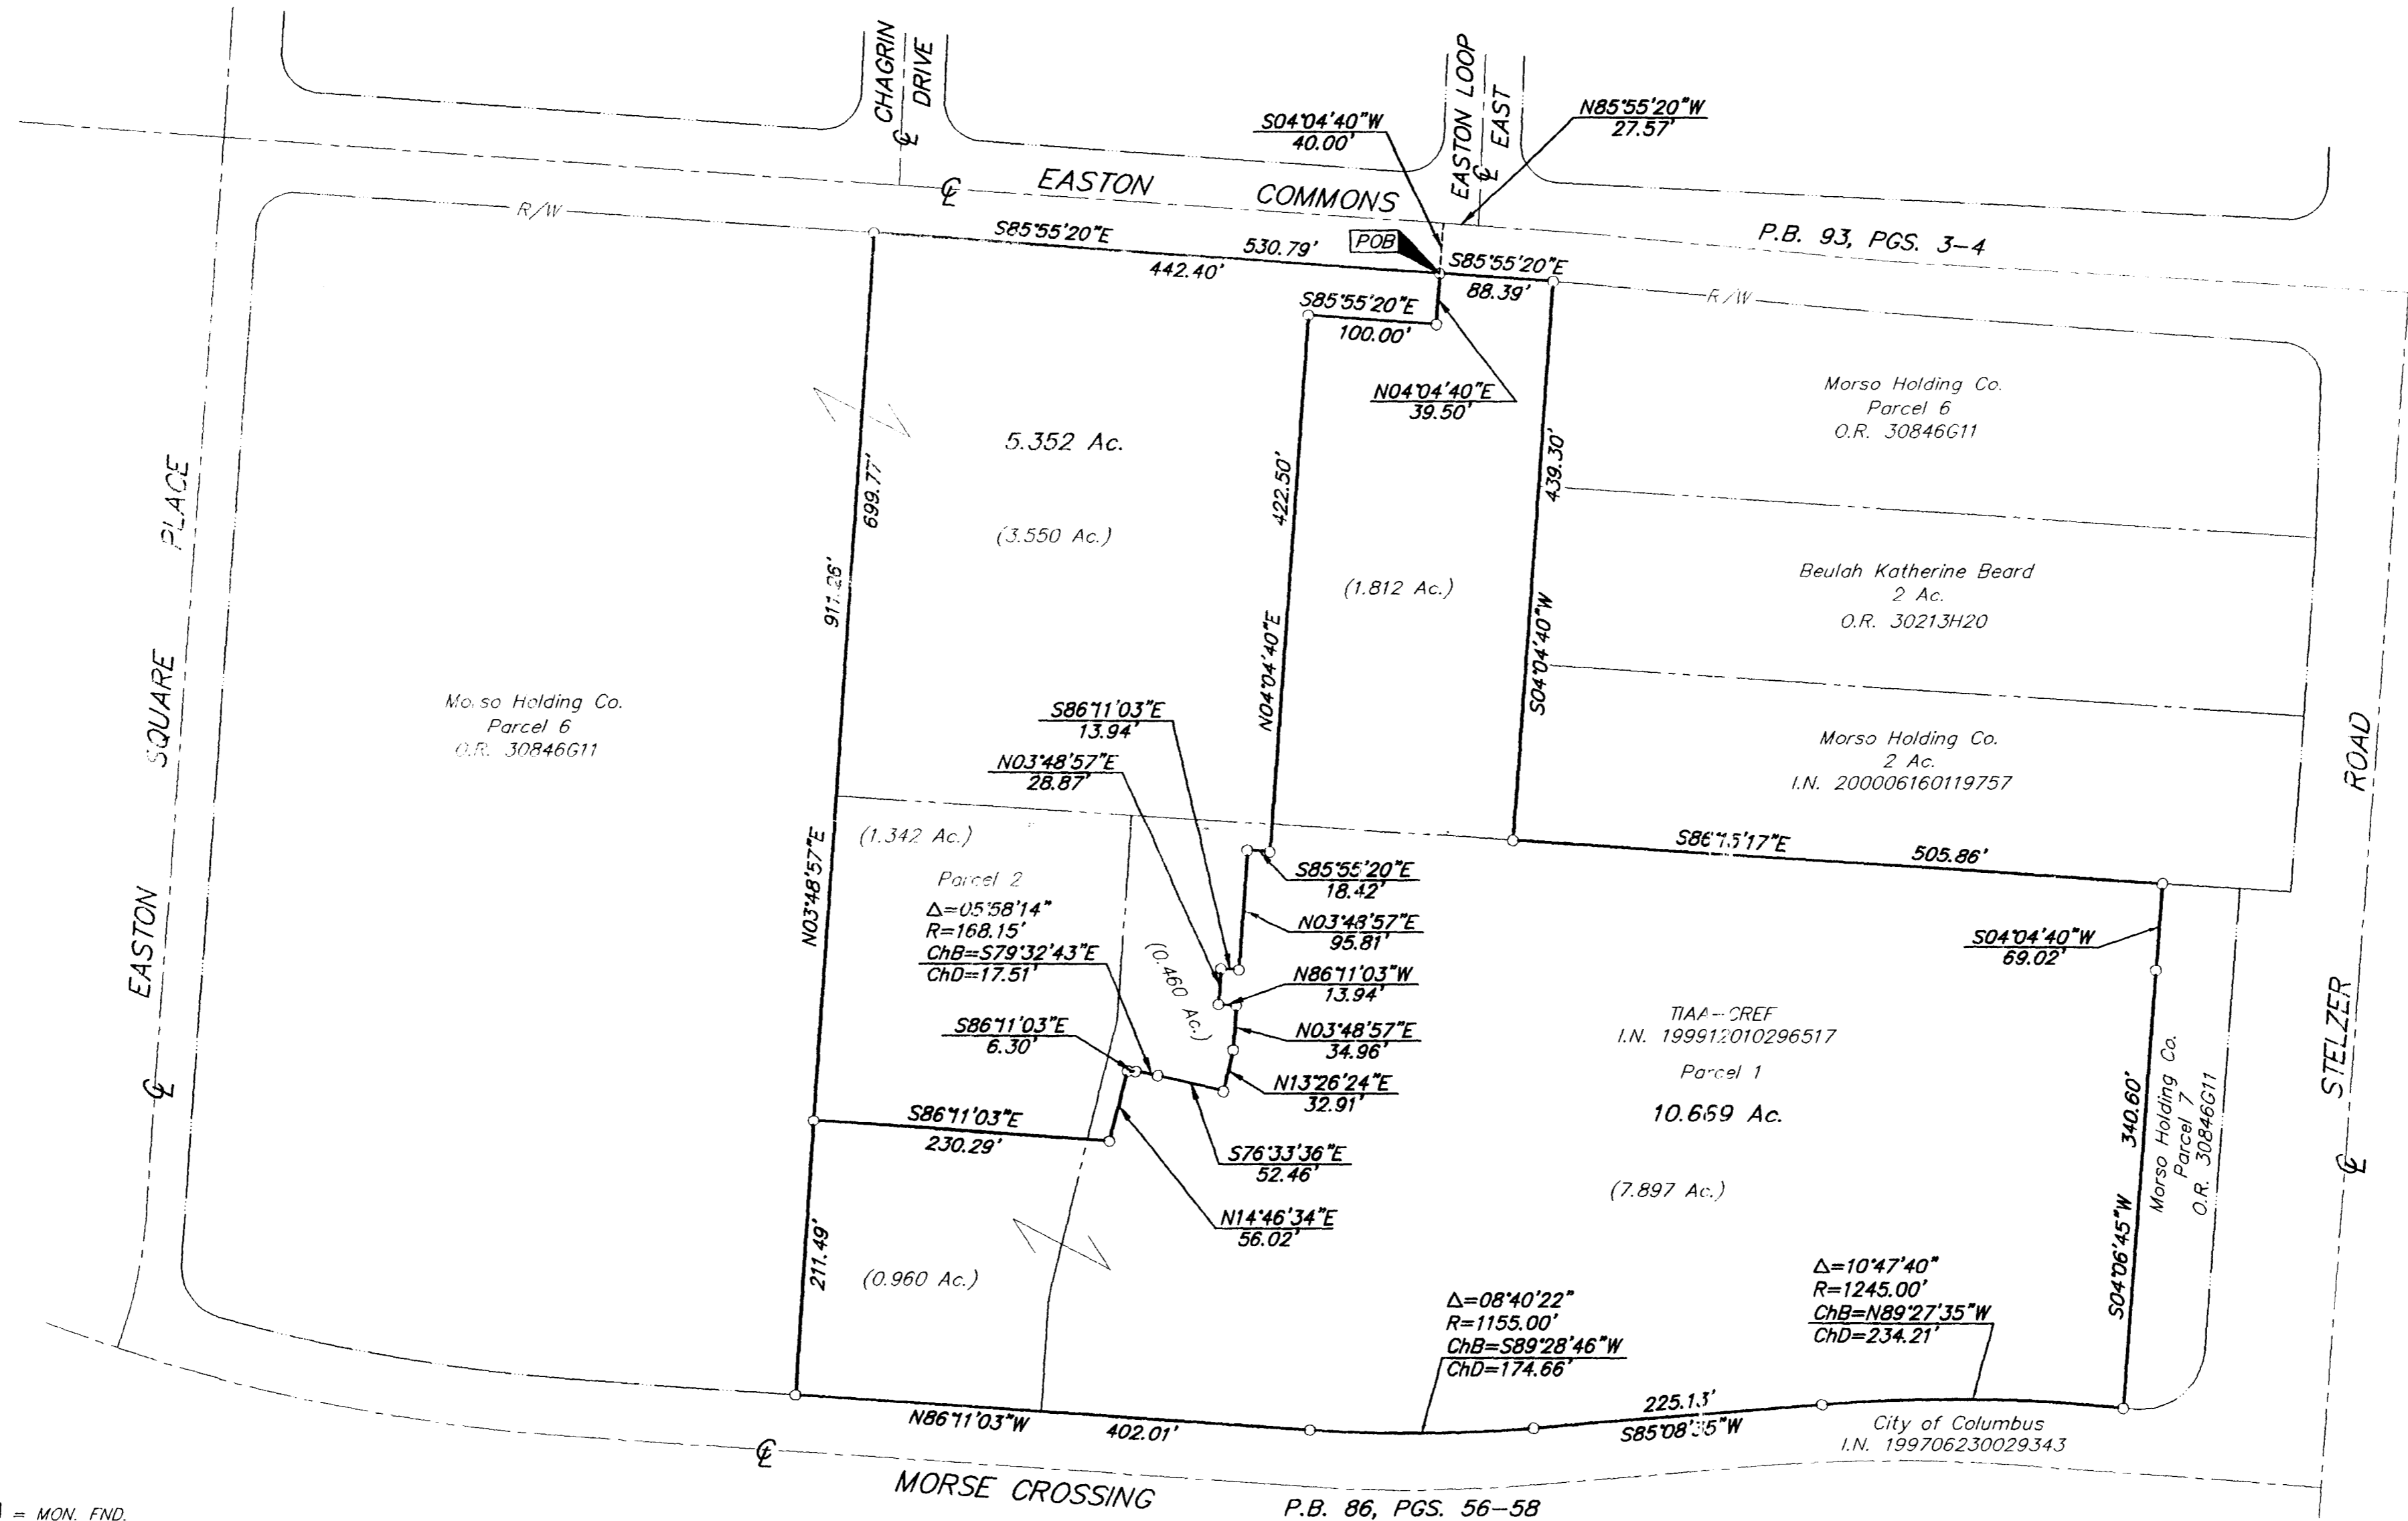 CHAGRIN
DRIVE
EASTON LOOP
EAST
S04°04'40"W
40.00'
N85°55'20"W
27.57'
EASTON COMMONS
R/W
P.B. 93, PGS. 3-4
S85°55'20"E
530.79'
442.40'
POB
S85°55'20"E
88.39'
R/W
S85°55'20"E
100.00'
N04°04'40"E
39.50'
5.352 Ac.
(3.550 Ac.)
699.77'
911.26'
N03°48'57"E
422.50'
N04°04'40"E
(1.812 Ac.)
439.30'
S04°04'40"W
Morso Holding Co.
Parcel 6
O.R. 30846G11
Beulah Katherine Beard
2 Ac.
O.R. 30213H20
Morso Holding Co.
2 Ac.
I.N. 200006160119757
EASTON SQUARE PLACE
Morso Holding Co.
Parcel 6
O.R. 30846G11
STELZER ROAD
S86°11'03"E
13.94'
N03°48'57"E
28.87'
(1.342 Ac.)
Parcel 2
Δ=05°58'14"
R=168.15'
ChB=S79°32'43"E
ChD=17.51'
(0.460 Ac.)
S86°11'03"E
6.30'
S86°11'03"E
230.29'
S85°55'20"E
18.42'
N03°48'57"E
95.81'
N86°11'03"W
13.94'
N03°48'57"E
34.96'
N13°26'24"E
32.91'
S76°33'36"E
52.46'
N14°46'34"E
56.02'
S86°15'17"E
505.86'
S04°04'40"W
69.02'
TIAA-CREF
I.N. 199912010296517
Parcel 1
10.669 Ac.
(7.897 Ac.)
340.60'
S04°06'45"W
Morso Holding Co.
Parcel 7
O.R. 30846G11
211.49'
(0.960 Ac.)
Δ=08°40'22"
R=1155.00'
ChB=S89°28'46"W
ChD=174.66'
Δ=10°47'40"
R=1245.00'
ChB=N89°27'35"W
ChD=234.21'
N86°11'03"W
402.01'
225.13'
S85°08'35"W
City of Columbus
I.N. 199706230029343
MORSE CROSSING
P.B. 86, PGS. 56-58
= MON. FND.